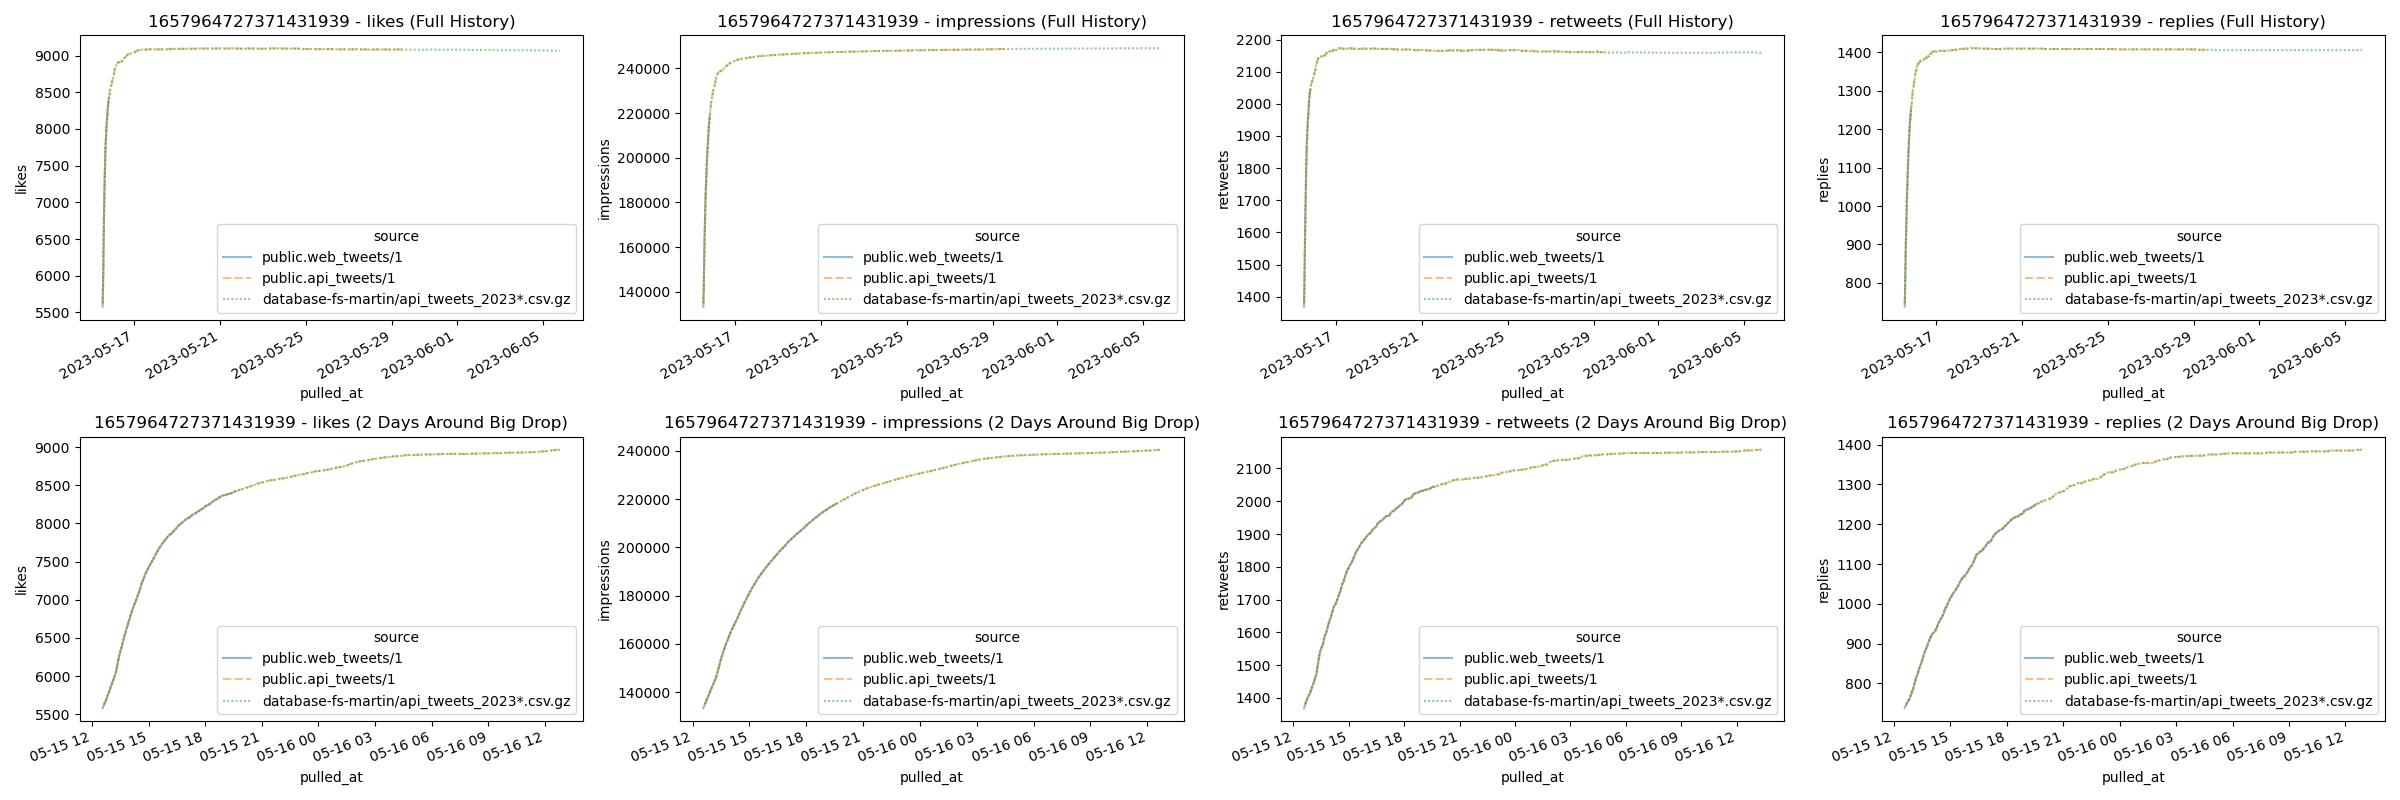 1657964727371431939 - likes (Full History)
9000
8500
8000
7500
7000
6500
6000
5500
likes
source
public.web_tweets/1
public.api_tweets/1
database-fs-martin/api_tweets_2023*.csv.gz
2023-05-17
2023-05-21
2023-05-25
2023-05-29
2023-06-01
2023-06-05
pulled_at
1657964727371431939 - impressions (Full History)
240000
220000
200000
180000
160000
140000
impressions
source
public.web_tweets/1
public.api_tweets/1
database-fs-martin/api_tweets_2023*.csv.gz
2023-05-17
2023-05-21
2023-05-25
2023-05-29
2023-06-01
2023-06-05
pulled_at
1657964727371431939 - retweets (Full History)
2200
2100
2000
1900
1800
1700
1600
1500
1400
retweets
source
public.web_tweets/1
public.api_tweets/1
database-fs-martin/api_tweets_2023*.csv.gz
2023-05-17
2023-05-21
2023-05-25
2023-05-29
2023-06-01
2023-06-05
pulled_at
1657964727371431939 - replies (Full History)
1400
1300
1200
1100
1000
900
800
replies
source
public.web_tweets/1
public.api_tweets/1
database-fs-martin/api_tweets_2023*.csv.gz
2023-05-17
2023-05-21
2023-05-25
2023-05-29
2023-06-01
2023-06-05
pulled_at
1657964727371431939 - likes (2 Days Around Big Drop)
9000
8500
8000
7500
7000
6500
6000
5500
likes
source
public.web_tweets/1
public.api_tweets/1
database-fs-martin/api_tweets_2023*.csv.gz
05-15 12
05-15 15
05-15 18
05-15 21
05-16 00
05-16 03
05-16 06
05-16 09
05-16 12
pulled_at
1657964727371431939 - impressions (2 Days Around Big Drop)
240000
220000
200000
180000
160000
140000
impressions
source
public.web_tweets/1
public.api_tweets/1
database-fs-martin/api_tweets_2023*.csv.gz
05-15 12
05-15 15
05-15 18
05-15 21
05-16 00
05-16 03
05-16 06
05-16 09
05-16 12
pulled_at
1657964727371431939 - retweets (2 Days Around Big Drop)
2100
2000
1900
1800
1700
1600
1500
1400
retweets
source
public.web_tweets/1
public.api_tweets/1
database-fs-martin/api_tweets_2023*.csv.gz
05-15 12
05-15 15
05-15 18
05-15 21
05-16 00
05-16 03
05-16 06
05-16 09
05-16 12
pulled_at
1657964727371431939 - replies (2 Days Around Big Drop)
1400
1300
1200
1100
1000
900
800
replies
source
public.web_tweets/1
public.api_tweets/1
database-fs-martin/api_tweets_2023*.csv.gz
05-15 12
05-15 15
05-15 18
05-15 21
05-16 00
05-16 03
05-16 06
05-16 09
05-16 12
pulled_at